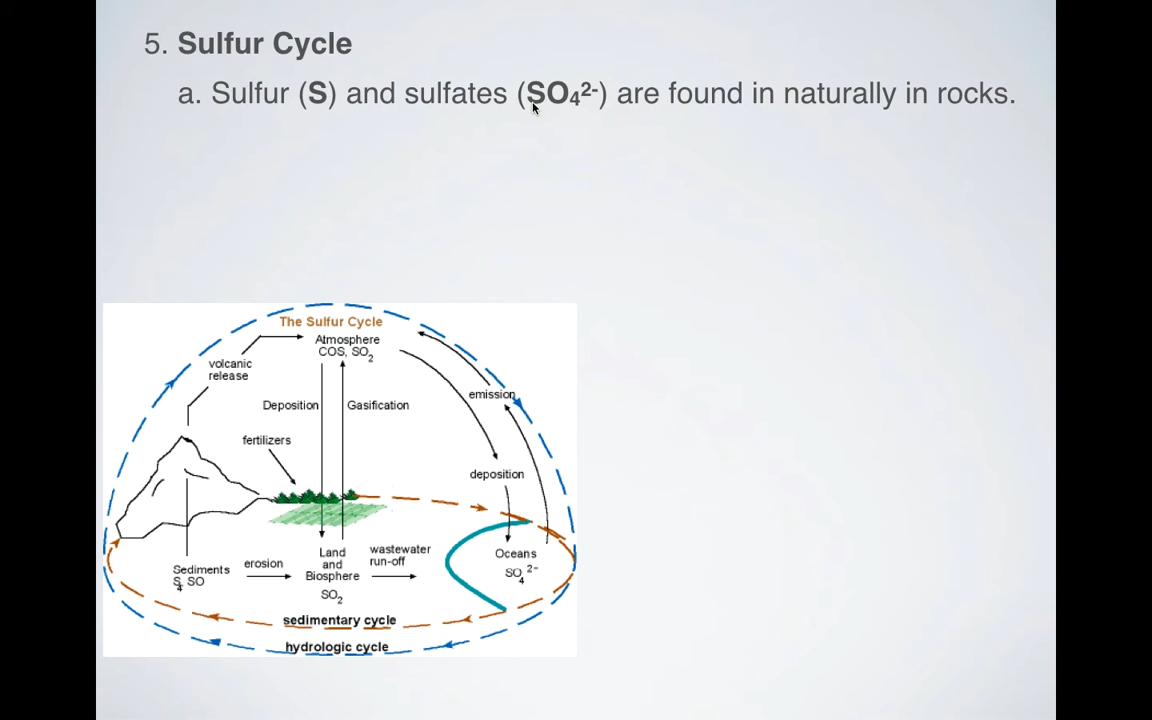 5. Sulfur Cycle
a. Sulfur (S) and sulfates (SO₄²⁻) are found in naturally in rocks.
The Sulfur Cycle
Atmosphere
COS, SO₂
volcanic
release
emission
Deposition
Gasification
fertilizers
deposition
Sediments
S₄ SO
erosion
Land
and
Biosphere
SO₂
wastewater
run-off
Oceans
SO₄²⁻
sedimentary cycle
hydrologic cycle